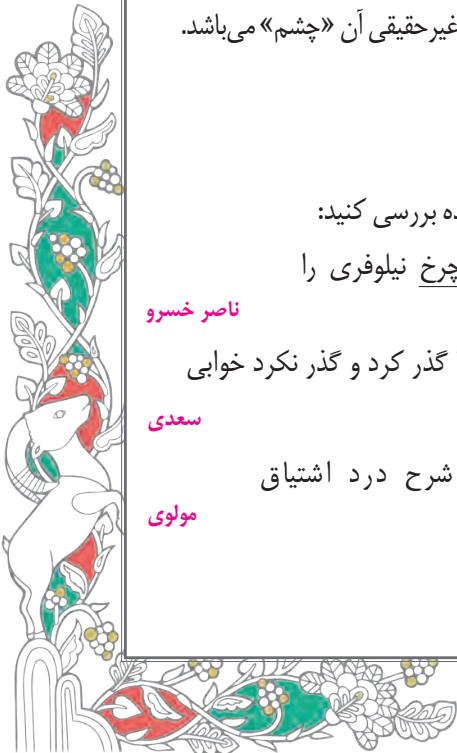 غیرحقیقی آن «چشم» می‌باشد.
ده بررسی کنید:
چرخ نیلوفری را
ناصر خسرو
گذر کرد و گذر نکرد خوابی
سعدی
شرح درد اشتیاق
مولوی